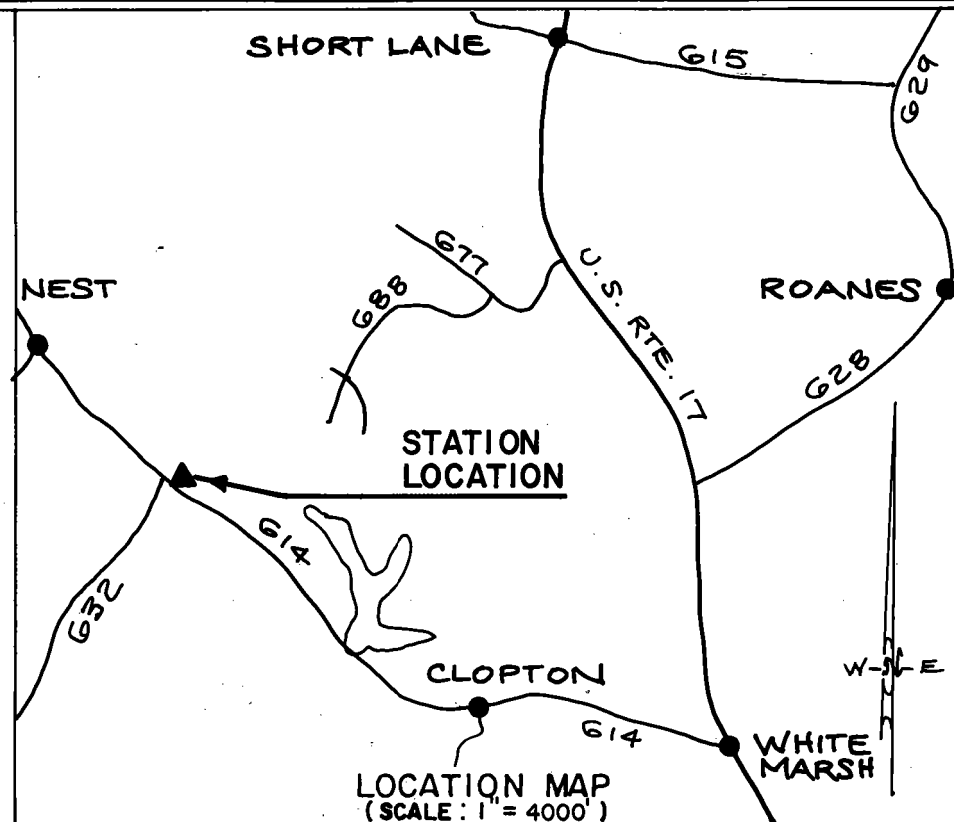 SHORT LANE
615
629
677
688
NEST
U.S. RTE. 17
ROANES
628
STATION
LOCATION
614
632
W E
CLOPTON
614
WHITE
MARSH
LOCATION MAP
(SCALE: 1" = 4000')